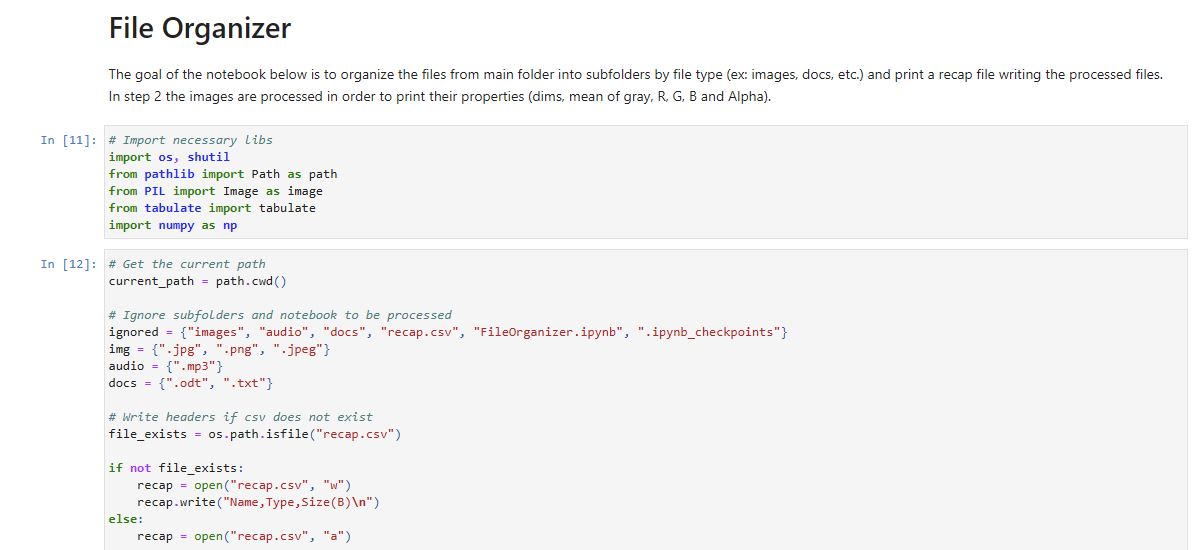 File Organizer
The goal of the notebook below is to organize the files from main folder into subfolders by file type (ex: images, docs, etc.) and print a recap file writing the processed files.
In step 2 the images are processed in order to print their properties (dims, mean of gray, R, G, B and Alpha).
In [11]: # Import necessary libs
import os, shutil
from pathlib import Path as path
from PIL import Image as image
from tabulate import tabulate
import numpy as np
In [12]: # Get the current path
current_path = path.cwd()
# Ignore subfolders and notebook to be processed
ignored = {"images", "audio", "docs", "recap.csv", "FileOrganizer.ipynb", ".ipynb_checkpoints"}
img = {".jpg", ".png", ".jpeg"}
audio = {".mp3"}
docs = {".odt", ".txt"}
# Write headers if csv does not exist
file_exists = os.path.isfile("recap.csv")
if not file_exists:
    recap = open("recap.csv", "w")
    recap.write("Name,Type,Size(B)\n")
else:
    recap = open("recap.csv", "a")